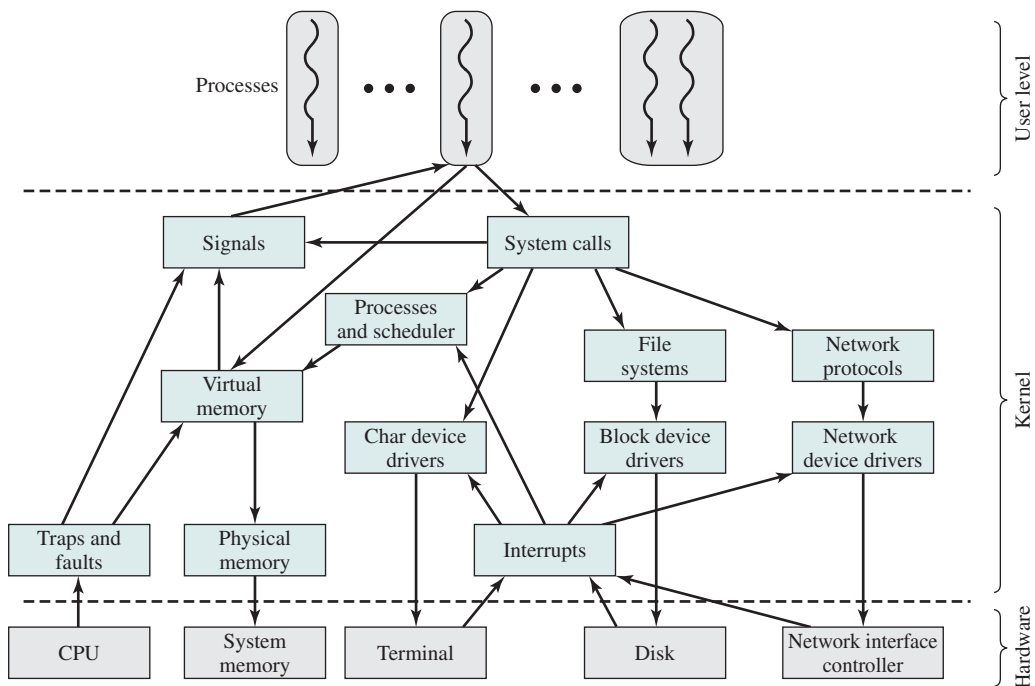 Processes
User level
Signals
System calls
Processes
and scheduler
File
systems
Network
protocols
Virtual
memory
Kernel
Char device
drivers
Block device
drivers
Network
device drivers
Traps and
faults
Physical
memory
Interrupts
CPU
System
memory
Terminal
Disk
Network interface
controller
Hardware